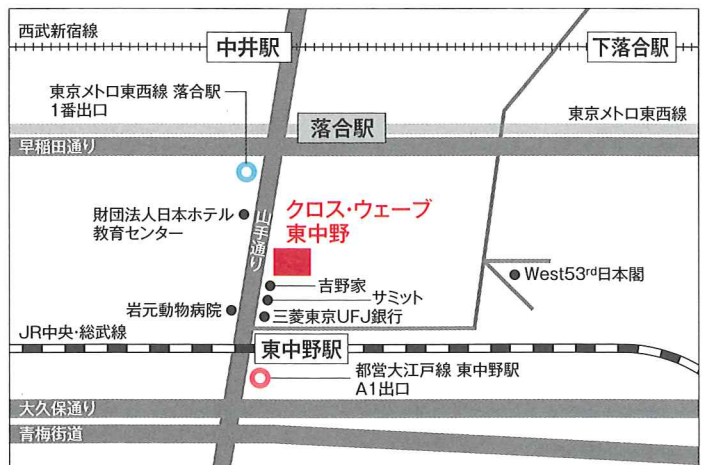 西武新宿線
中井駅
下落合駅
東京メトロ東西線 落合駅
1番出口
東京メトロ東西線
落合駅
早稲田通り
財団法人日本ホテル
教育センター
山手通り
クロス・ウェーブ
東中野
West53rd日本閣
吉野家
サミット
岩元動物病院
三菱東京UFJ銀行
JR中央・総武線
東中野駅
都営大江戸線 東中野駅
A1出口
大久保通り
青梅街道